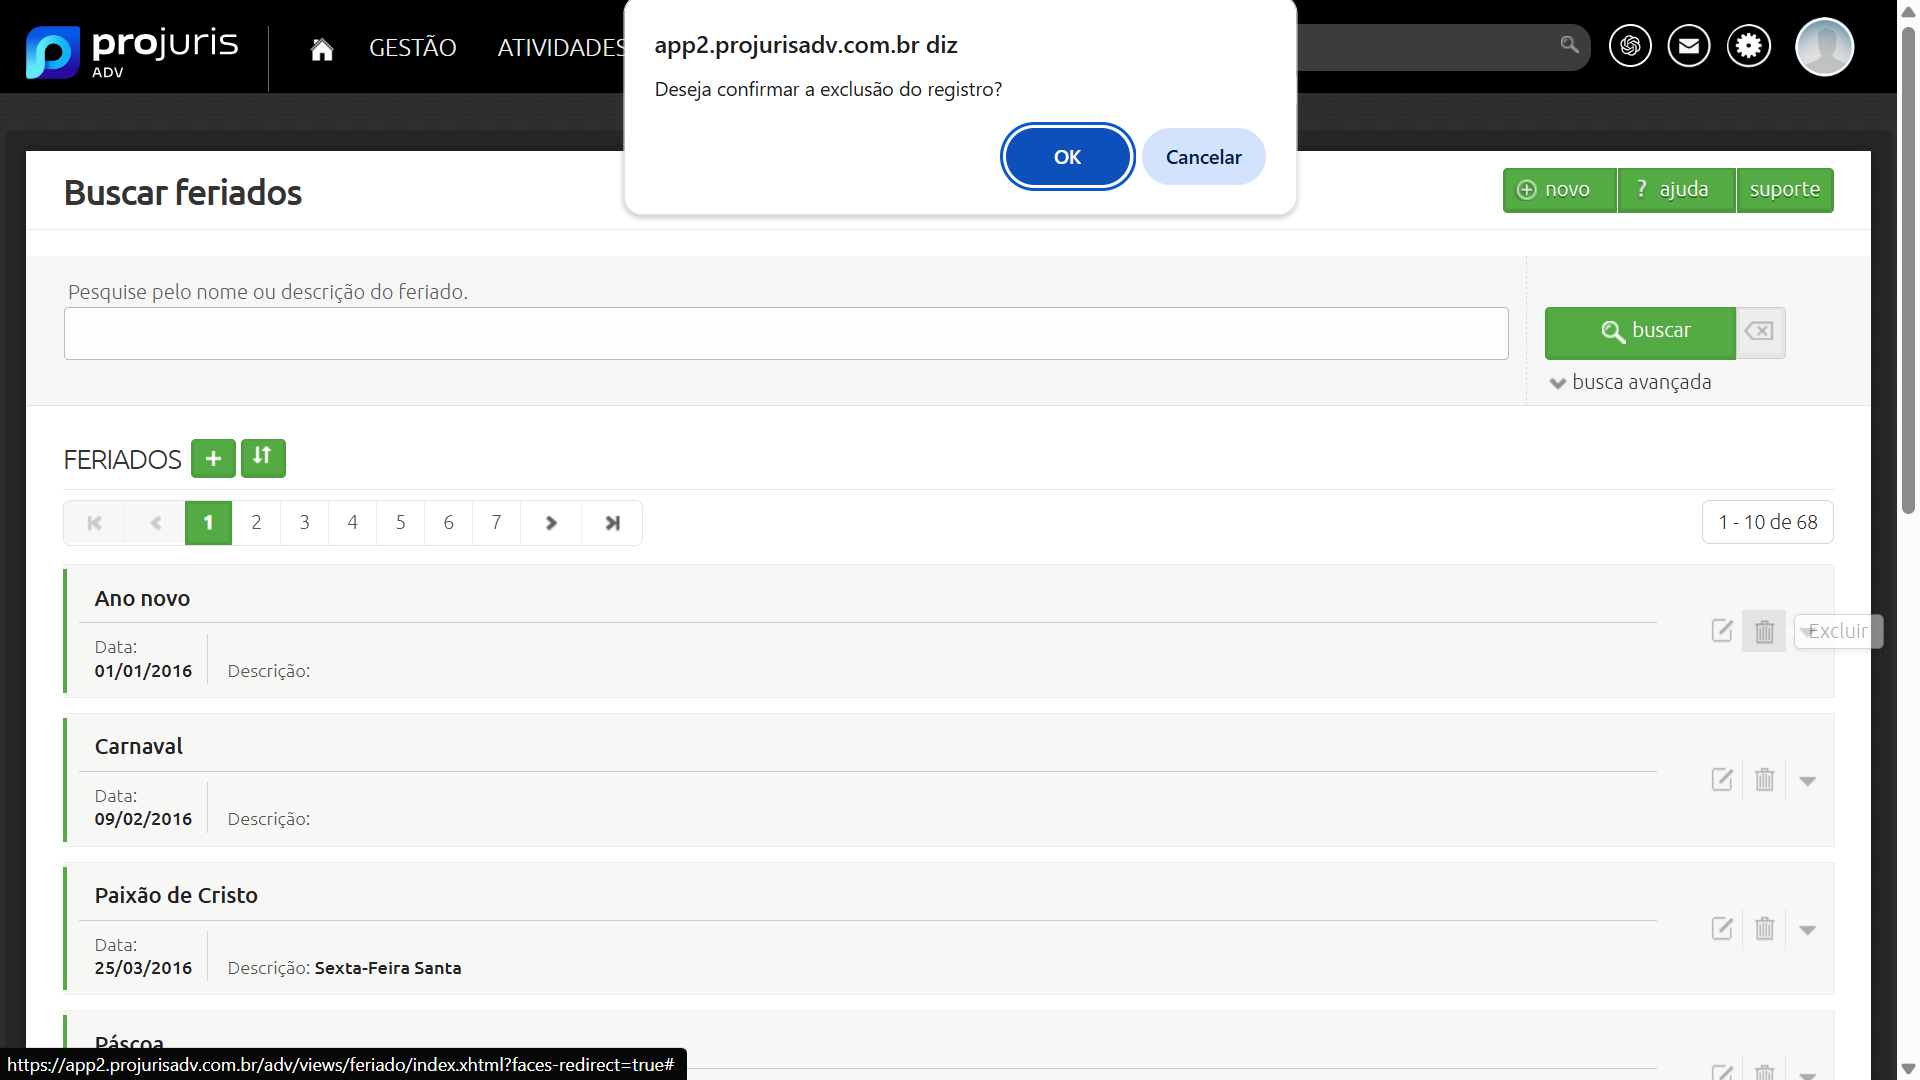 projuris
ADV
GESTÃO
ATIVIDADES
app2.projurisadv.com.br diz
Deseja confirmar a exclusão do registro?
OK
Cancelar
Buscar feriados
novo
? ajuda
suporte
Pesquise pelo nome ou descrição do feriado.
buscar
busca avançada
FERIADOS
1 2 3 4 5 6 7
1 - 10 de 68
Ano novo
Data:
01/01/2016
Descrição:
Excluir
Carnaval
Data:
09/02/2016
Descrição:
Paixão de Cristo
Data:
25/03/2016
Descrição: Sexta-Feira Santa
Páscoa
https://app2.projurisadv.com.br/adv/views/feriado/index.xhtml?faces-redirect=true#